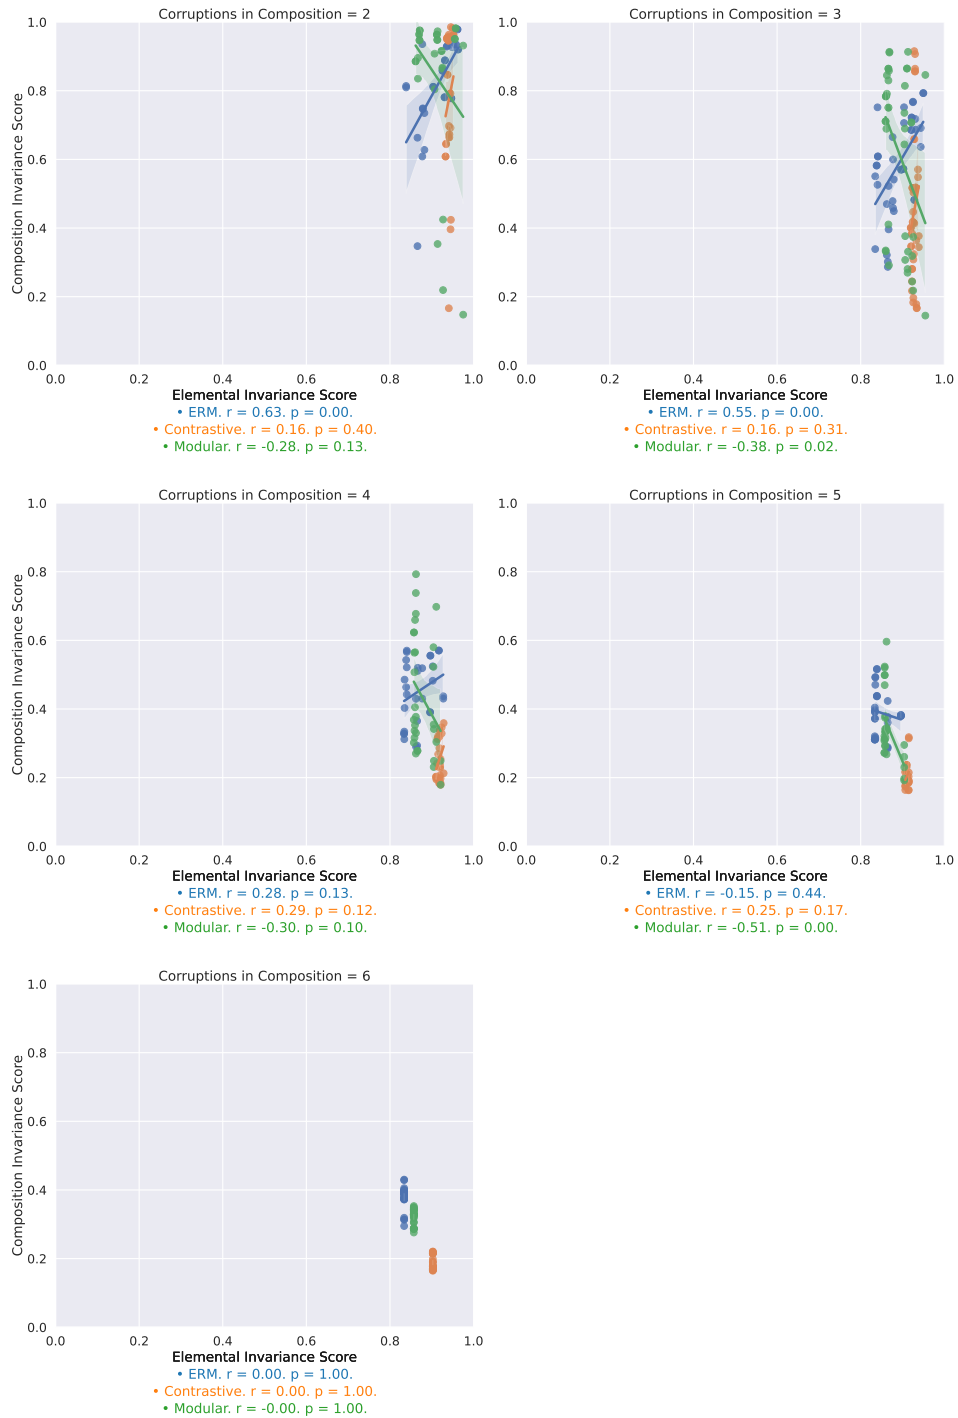 Corruptions in Composition = 2
1.0
0.8
0.6
0.4
0.2
0.0
Composition Invariance Score
0.0 0.2 0.4 0.6 0.8 1.0
Elemental Invariance Score
• ERM. r = 0.63. p = 0.00.
• Contrastive. r = 0.16. p = 0.40.
• Modular. r = -0.28. p = 0.13.
Corruptions in Composition = 3
1.0
0.8
0.6
0.4
0.2
0.0
0.0 0.2 0.4 0.6 0.8 1.0
Elemental Invariance Score
• ERM. r = 0.55. p = 0.00.
• Contrastive. r = 0.16. p = 0.31.
• Modular. r = -0.38. p = 0.02.
Corruptions in Composition = 4
1.0
0.8
0.6
0.4
0.2
0.0
Composition Invariance Score
0.0 0.2 0.4 0.6 0.8 1.0
Elemental Invariance Score
• ERM. r = 0.28. p = 0.13.
• Contrastive. r = 0.29. p = 0.12.
• Modular. r = -0.30. p = 0.10.
Corruptions in Composition = 5
1.0
0.8
0.6
0.4
0.2
0.0
0.0 0.2 0.4 0.6 0.8 1.0
Elemental Invariance Score
• ERM. r = -0.15. p = 0.44.
• Contrastive. r = 0.25. p = 0.17.
• Modular. r = -0.51. p = 0.00.
Corruptions in Composition = 6
1.0
0.8
0.6
0.4
0.2
0.0
Composition Invariance Score
0.0 0.2 0.4 0.6 0.8 1.0
Elemental Invariance Score
• ERM. r = 0.00. p = 1.00.
• Contrastive. r = 0.00. p = 1.00.
• Modular. r = -0.00. p = 1.00.